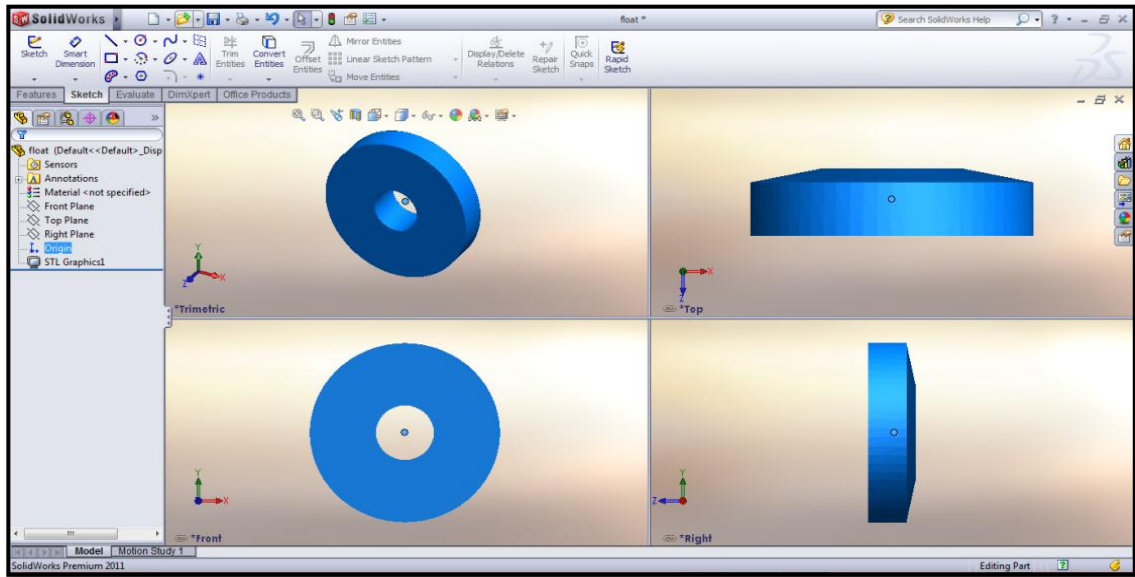 SolidWorks
float *
Search SolidWorks Help
Sketch
Smart Dimension
Trim Entities
Convert Entities
Offset Entities
Mirror Entities
Linear Sketch Pattern
Move Entities
Display/Delete Relations
Repair Sketch
Quick Snaps
Rapid Sketch
Features Sketch Evaluate DimXpert Office Products
float (Default<<Default>_Disp
Sensors
Annotations
Material <not specified>
Front Plane
Top Plane
Right Plane
Origin
STL Graphics1
Y
X
Z
*Trimetric
X
Z
*Top
Y
X
*Front
Y
Z
*Right
Model Motion Study 1
SolidWorks Premium 2011
Editing Part